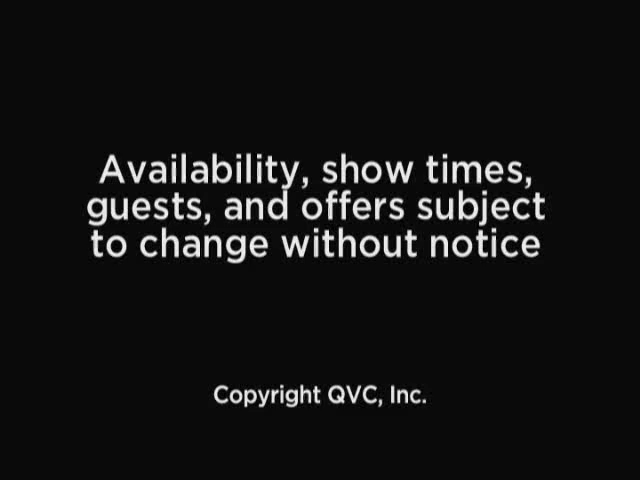 Availability, show times,
guests, and offers subject
to change without notice
Copyright QVC, Inc.